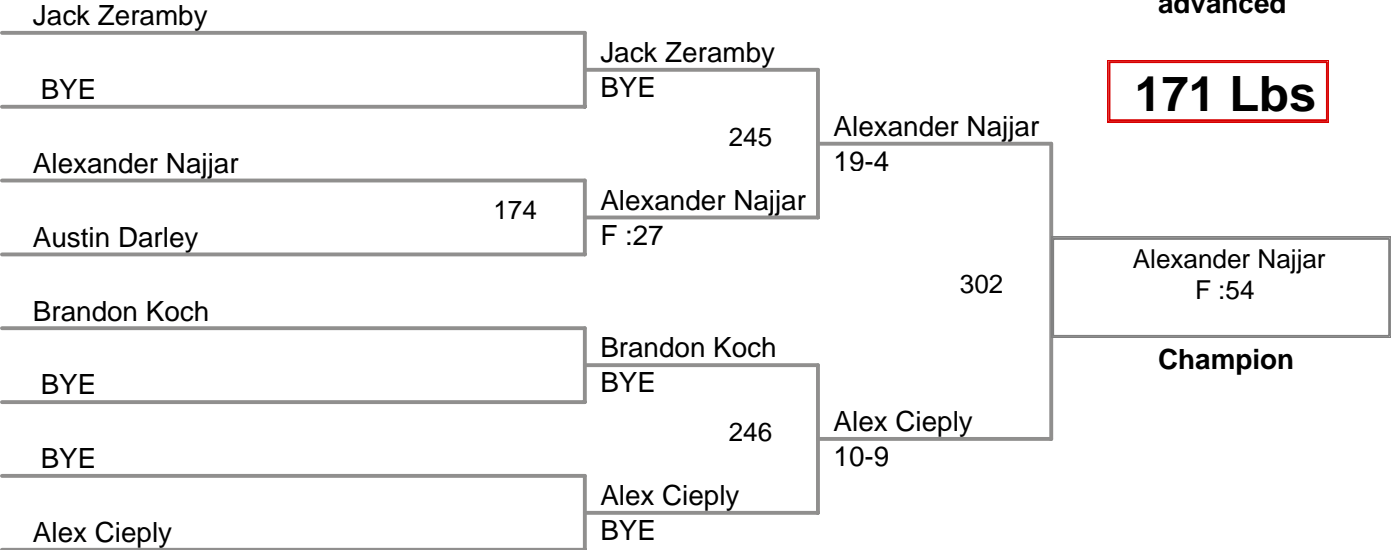 Jack Zeramby
advanced
Jack Zeramby
BYE
BYE
171 Lbs
245
Alexander Najjar
19-4
Alexander Najjar
174
Alexander Najjar
F :27
Austin Darley
302
Alexander Najjar
F :54
Champion
Brandon Koch
Brandon Koch
BYE
BYE
246
Alex Cieply
10-9
BYE
Alex Cieply
BYE
Alex Cieply